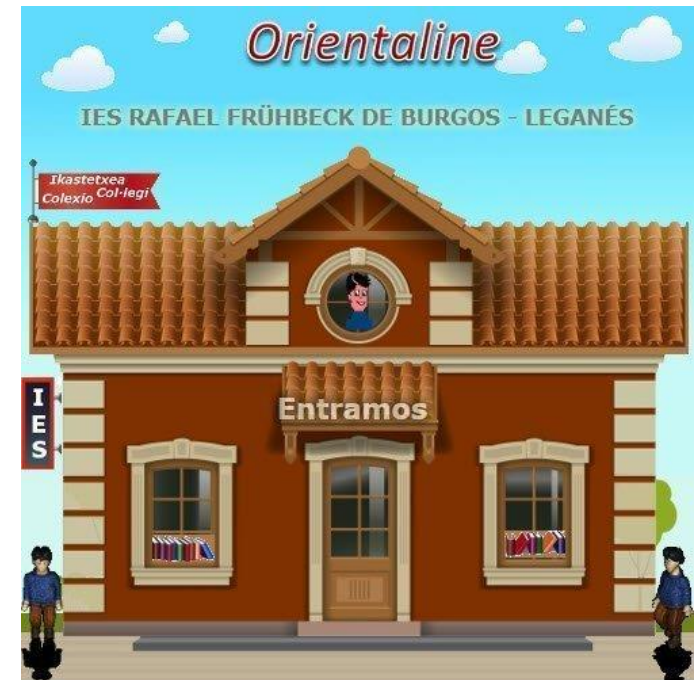 Orientaline
IES RAFAEL FRÜHBECK DE BURGOS - LEGANÉS
Ikastetxea
Colexio Col·legi
Entramos
IES